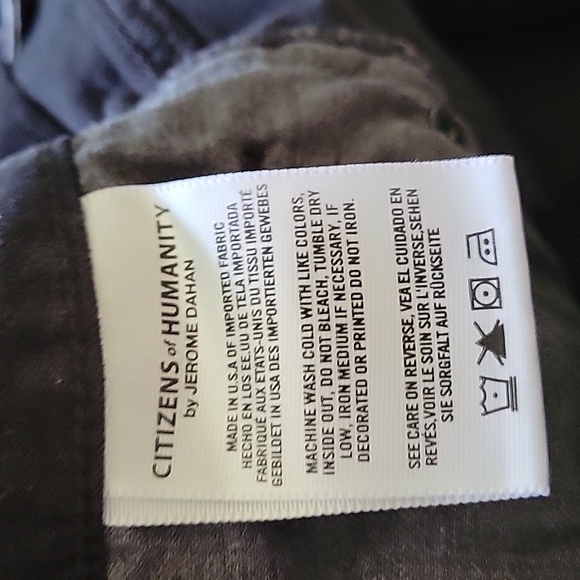 CITIZENS of HUMANITY
by JEROME DAHAN
MADE IN U.S.A OF IMPORTED FABRIC
HECHO EN LOS EE.UU DE TELA IMPORTADA
FABRIQUÉ AUX ETATS-UNIS DU TISSU IMPORTÉ
GEBILDET IN USA DES IMPORTIERTEN GEWEBES
MACHINE WASH COLD WITH LIKE COLORS,
INSIDE OUT, DO NOT BLEACH, TUMBLE DRY
LOW, IRON MEDIUM IF NECESSARY, IF
DECORATED OR PRINTED DO NOT IRON.
SEE CARE ON REVERSE, VEA EL CUIDADO EN
REVÉS, VOIR LE SOIN SUR L'INVERSE, SEHEN
SIE SORGFALT AUF RÜCKSEITE